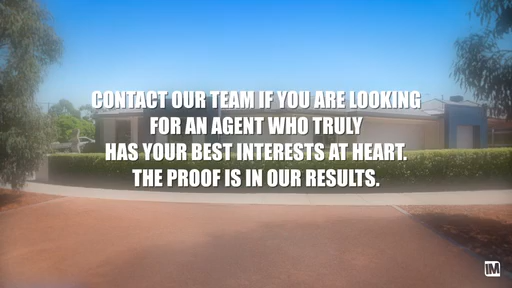 CONTACT OUR TEAM IF YOU ARE LOOKING
FOR AN AGENT WHO TRULY
HAS YOUR BEST INTERESTS AT HEART.
THE PROOF IS IN OUR RESULTS.
IM